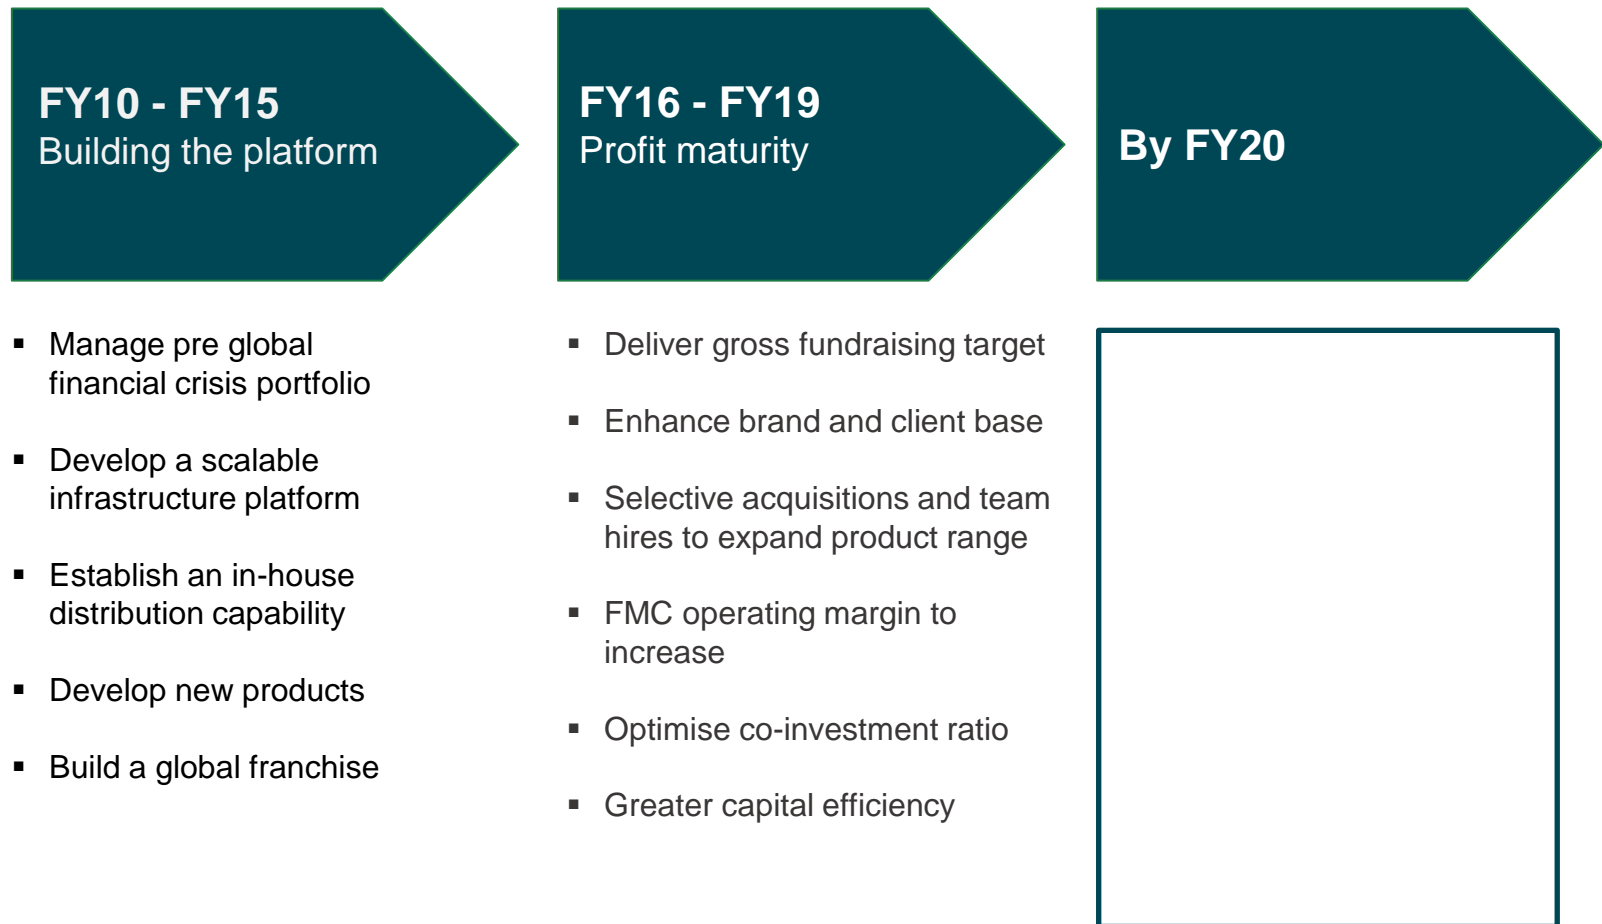 FY10 - FY15
Building the platform
FY16 - FY19
Profit maturity
By FY20
▪ Manage pre global
financial crisis portfolio
▪ Develop a scalable
infrastructure platform
▪ Establish an in-house
distribution capability
▪ Develop new products
▪ Build a global franchise
▪ Deliver gross fundraising target
▪ Enhance brand and client base
▪ Selective acquisitions and team
hires to expand product range
▪ FMC operating margin to
increase
▪ Optimise co-investment ratio
▪ Greater capital efficiency